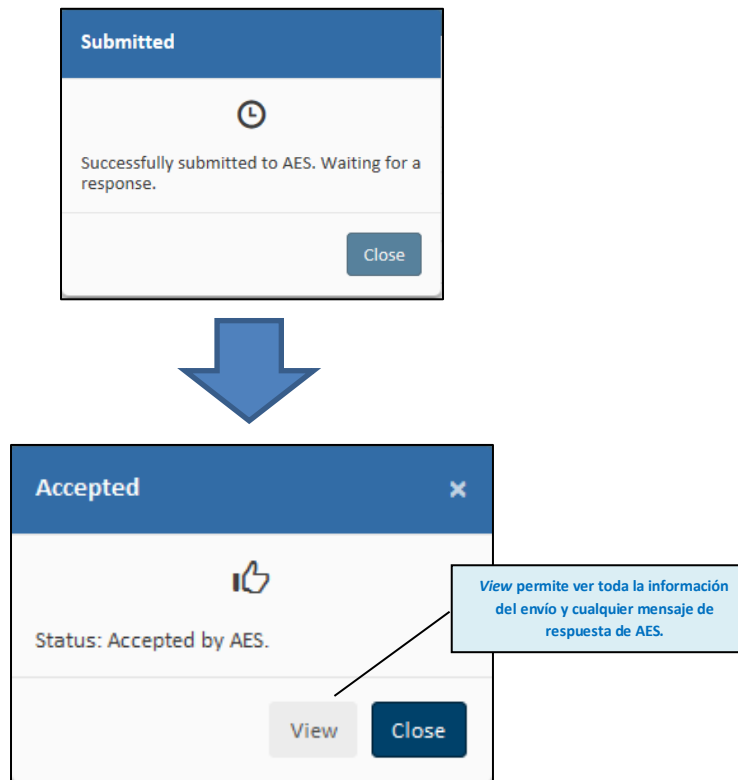 Submitted
Successfully submitted to AES. Waiting for a
response.
Close
Accepted
×
Status: Accepted by AES.
View permite ver toda la información
del envío y cualquier mensaje de
respuesta de AES.
View
Close